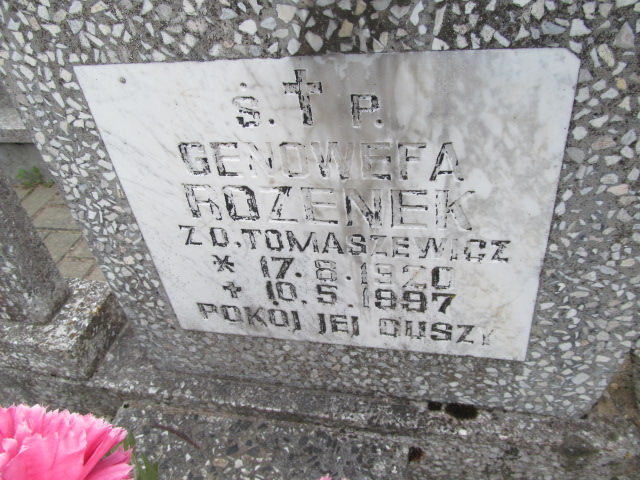 Ś. P.
GENOWEFA
ROZENEK
Z D. TOMASZEWICZ
* 17. 8. 1920
+ 10. 5. 1997
POKÓJ JEJ DUSZY